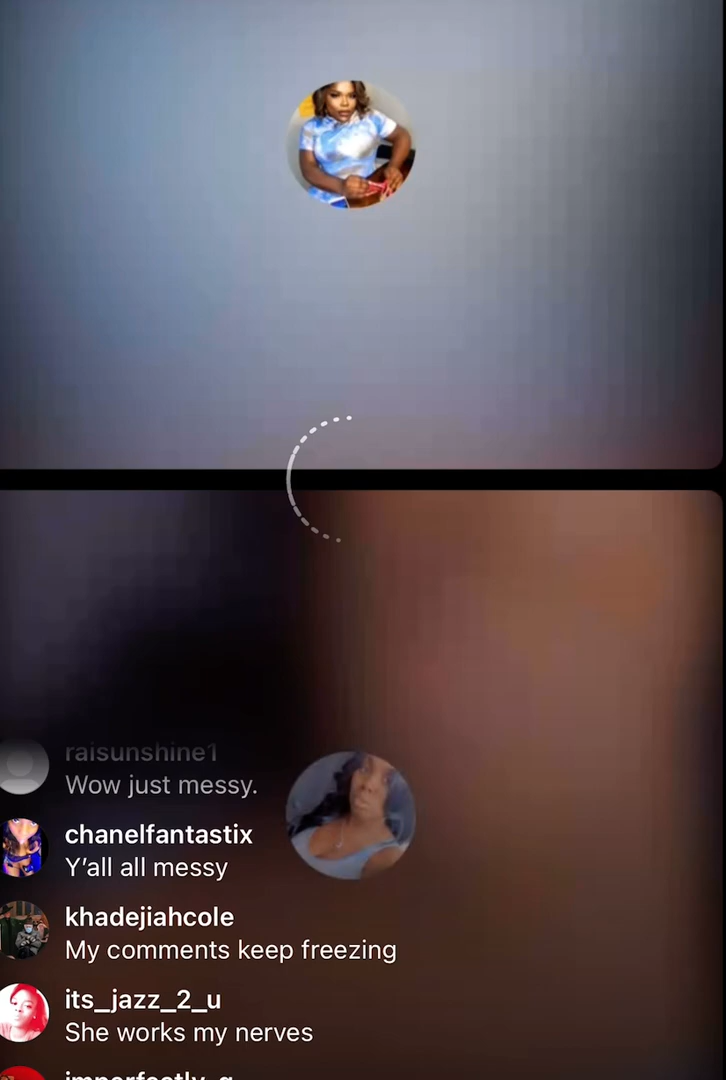 raisunshine1
Wow just messy.
chanelfantastix
Y’all all messy
khadejiahcole
My comments keep freezing
its_jazz_2_u
She works my nerves